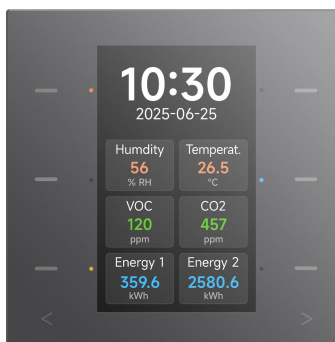 10:30
2025-06-25
Humdity Temperat.
56 26.5
% RH °C
VOC CO2
120 457
ppm ppm
Energy 1 Energy 2
359.6 2580.6
kWh kWh